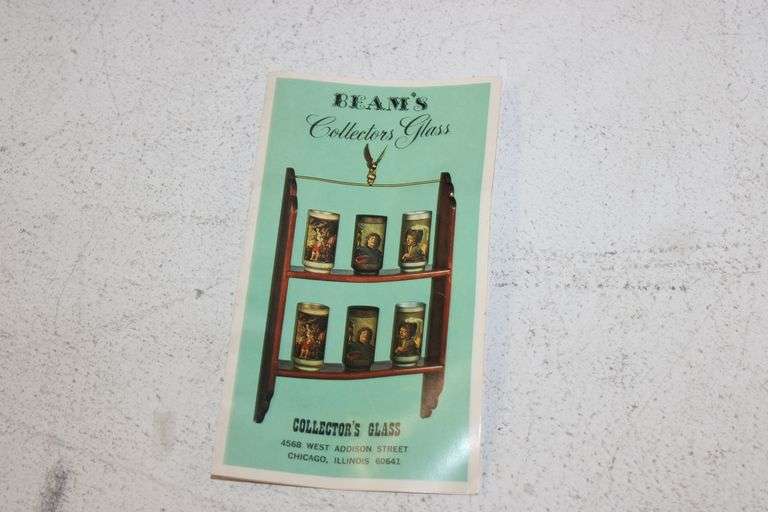 BEAM'S
Collectors Glass
COLLECTOR'S GLASS
4568 WEST ADDISON STREET
CHICAGO, ILLINOIS 60641